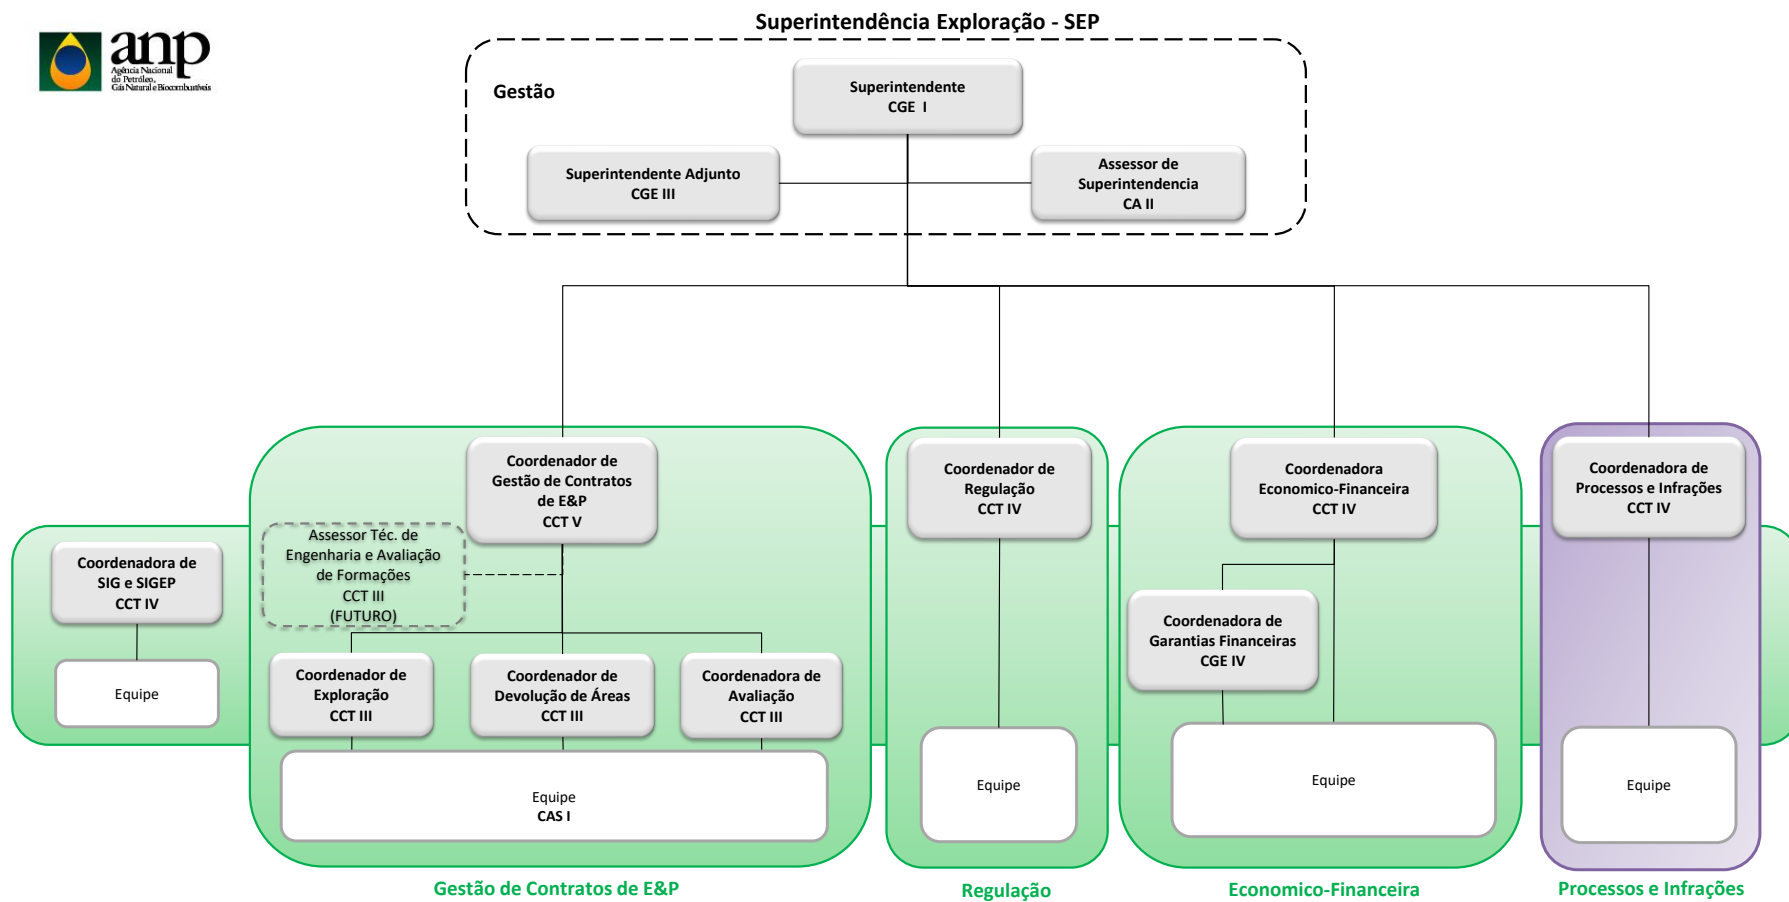 Superintendência Exploração - SEP
anp
Agência Nacional
do Petróleo,
Gás Natural e Biocombustíveis
Gestão
Superintendente
CGE I
Superintendente Adjunto
CGE III
Assessor de
Superintendencia
CA II
Coordenadora de
SIG e SIGEP
CCT IV
Equipe
Coordenador de
Gestão de Contratos
de E&P
CCT V
Assessor Téc. de
Engenharia e Avaliação
de Formações
CCT III
(FUTURO)
Coordenador de
Exploração
CCT III
Coordenador de
Devolução de Áreas
CCT III
Coordenadora de
Avaliação
CCT III
Equipe
CAS I
Coordenador de
Regulação
CCT IV
Equipe
Coordenadora
Economico-Financeira
CCT IV
Coordenadora de
Garantias Financeiras
CGE IV
Equipe
Coordenadora de
Processos e Infrações
CCT IV
Equipe
Gestão de Contratos de E&P
Regulação
Economico-Financeira
Processos e Infrações